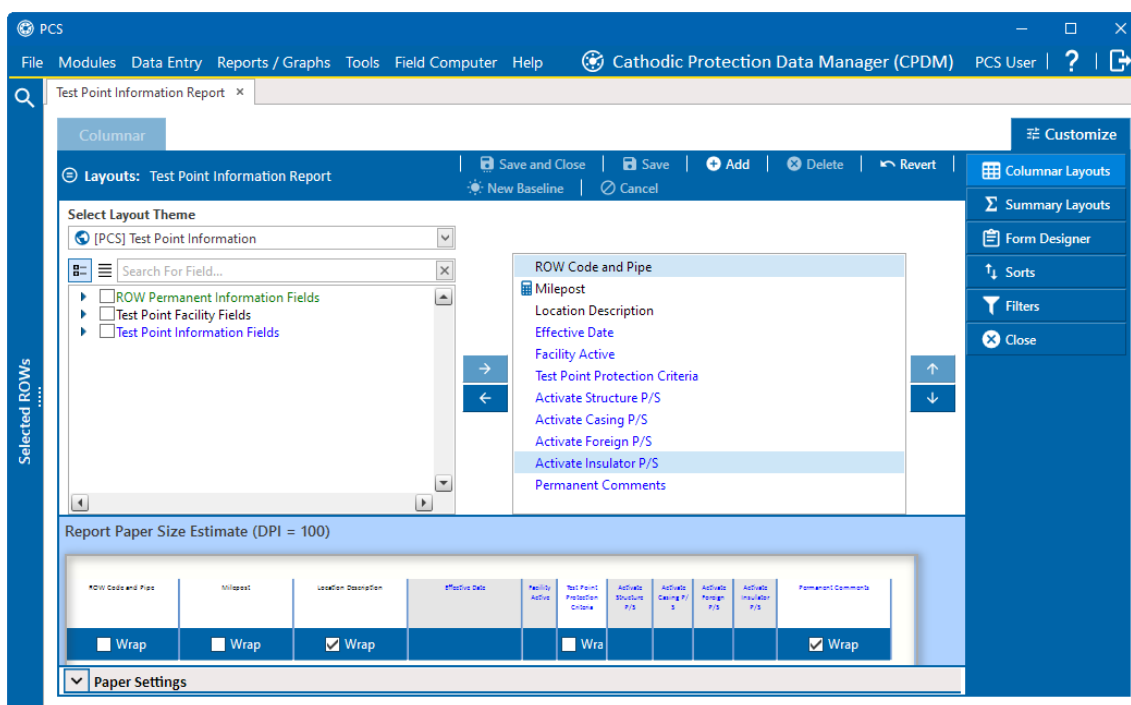 PCS
File Modules Data Entry Reports / Graphs Tools Field Computer Help Cathodic Protection Data Manager (CPDM) PCS User ?
Test Point Information Report ×
Columnar
Customize
Layouts: Test Point Information Report
Save and Close Save Add Delete Revert
New Baseline Cancel
Columnar Layouts
Summary Layouts
Form Designer
Sorts
Filters
Close
Selected ROWs
Select Layout Theme
[PCS] Test Point Information
Search For Field...
ROW Permanent Information Fields
Test Point Facility Fields
Test Point Information Fields
ROW Code and Pipe
Milepost
Location Description
Effective Date
Facility Active
Test Point Protection Criteria
Activate Structure P/S
Activate Casing P/S
Activate Foreign P/S
Activate Insulator P/S
Permanent Comments
Report Paper Size Estimate (DPI = 100)
ROW Code and Pipe
Milepost
Location Description
Effective Date
Facility
Active
Test Point
Protection
Criteria
Activate
Structure
P/S
Activate
Casing P/
S
Activate
Foreign
P/S
Activate
Insulator
P/S
Permanent Comments
Wrap Wrap Wrap Wra Wrap
Paper Settings